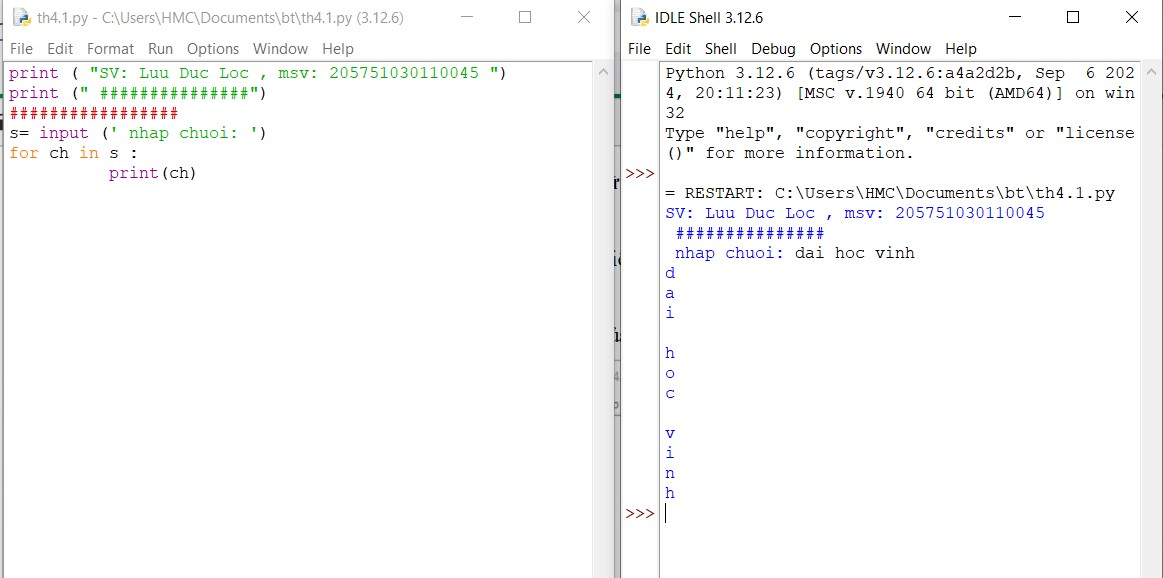 th4.1.py - C:\Users\HMC\Documents\bt\th4.1.py (3.12.6)
File Edit Format Run Options Window Help
print ( "SV: Luu Duc Loc , msv: 205751030110045 ")
print (" ###############")
#################
s= input (' nhap chuoi: ')
for ch in s :
print(ch)
IDLE Shell 3.12.6
File Edit Shell Debug Options Window Help
Python 3.12.6 (tags/v3.12.6:a4a2d2b, Sep  6 202
4, 20:11:23) [MSC v.1940 64 bit (AMD64)] on win
32
Type "help", "copyright", "credits" or "license
()" for more information.
>>>
= RESTART: C:\Users\HMC\Documents\bt\th4.1.py
SV: Luu Duc Loc , msv: 205751030110045
###############
nhap chuoi: dai hoc vinh
d
a
i
h
o
c
v
i
n
h
>>>